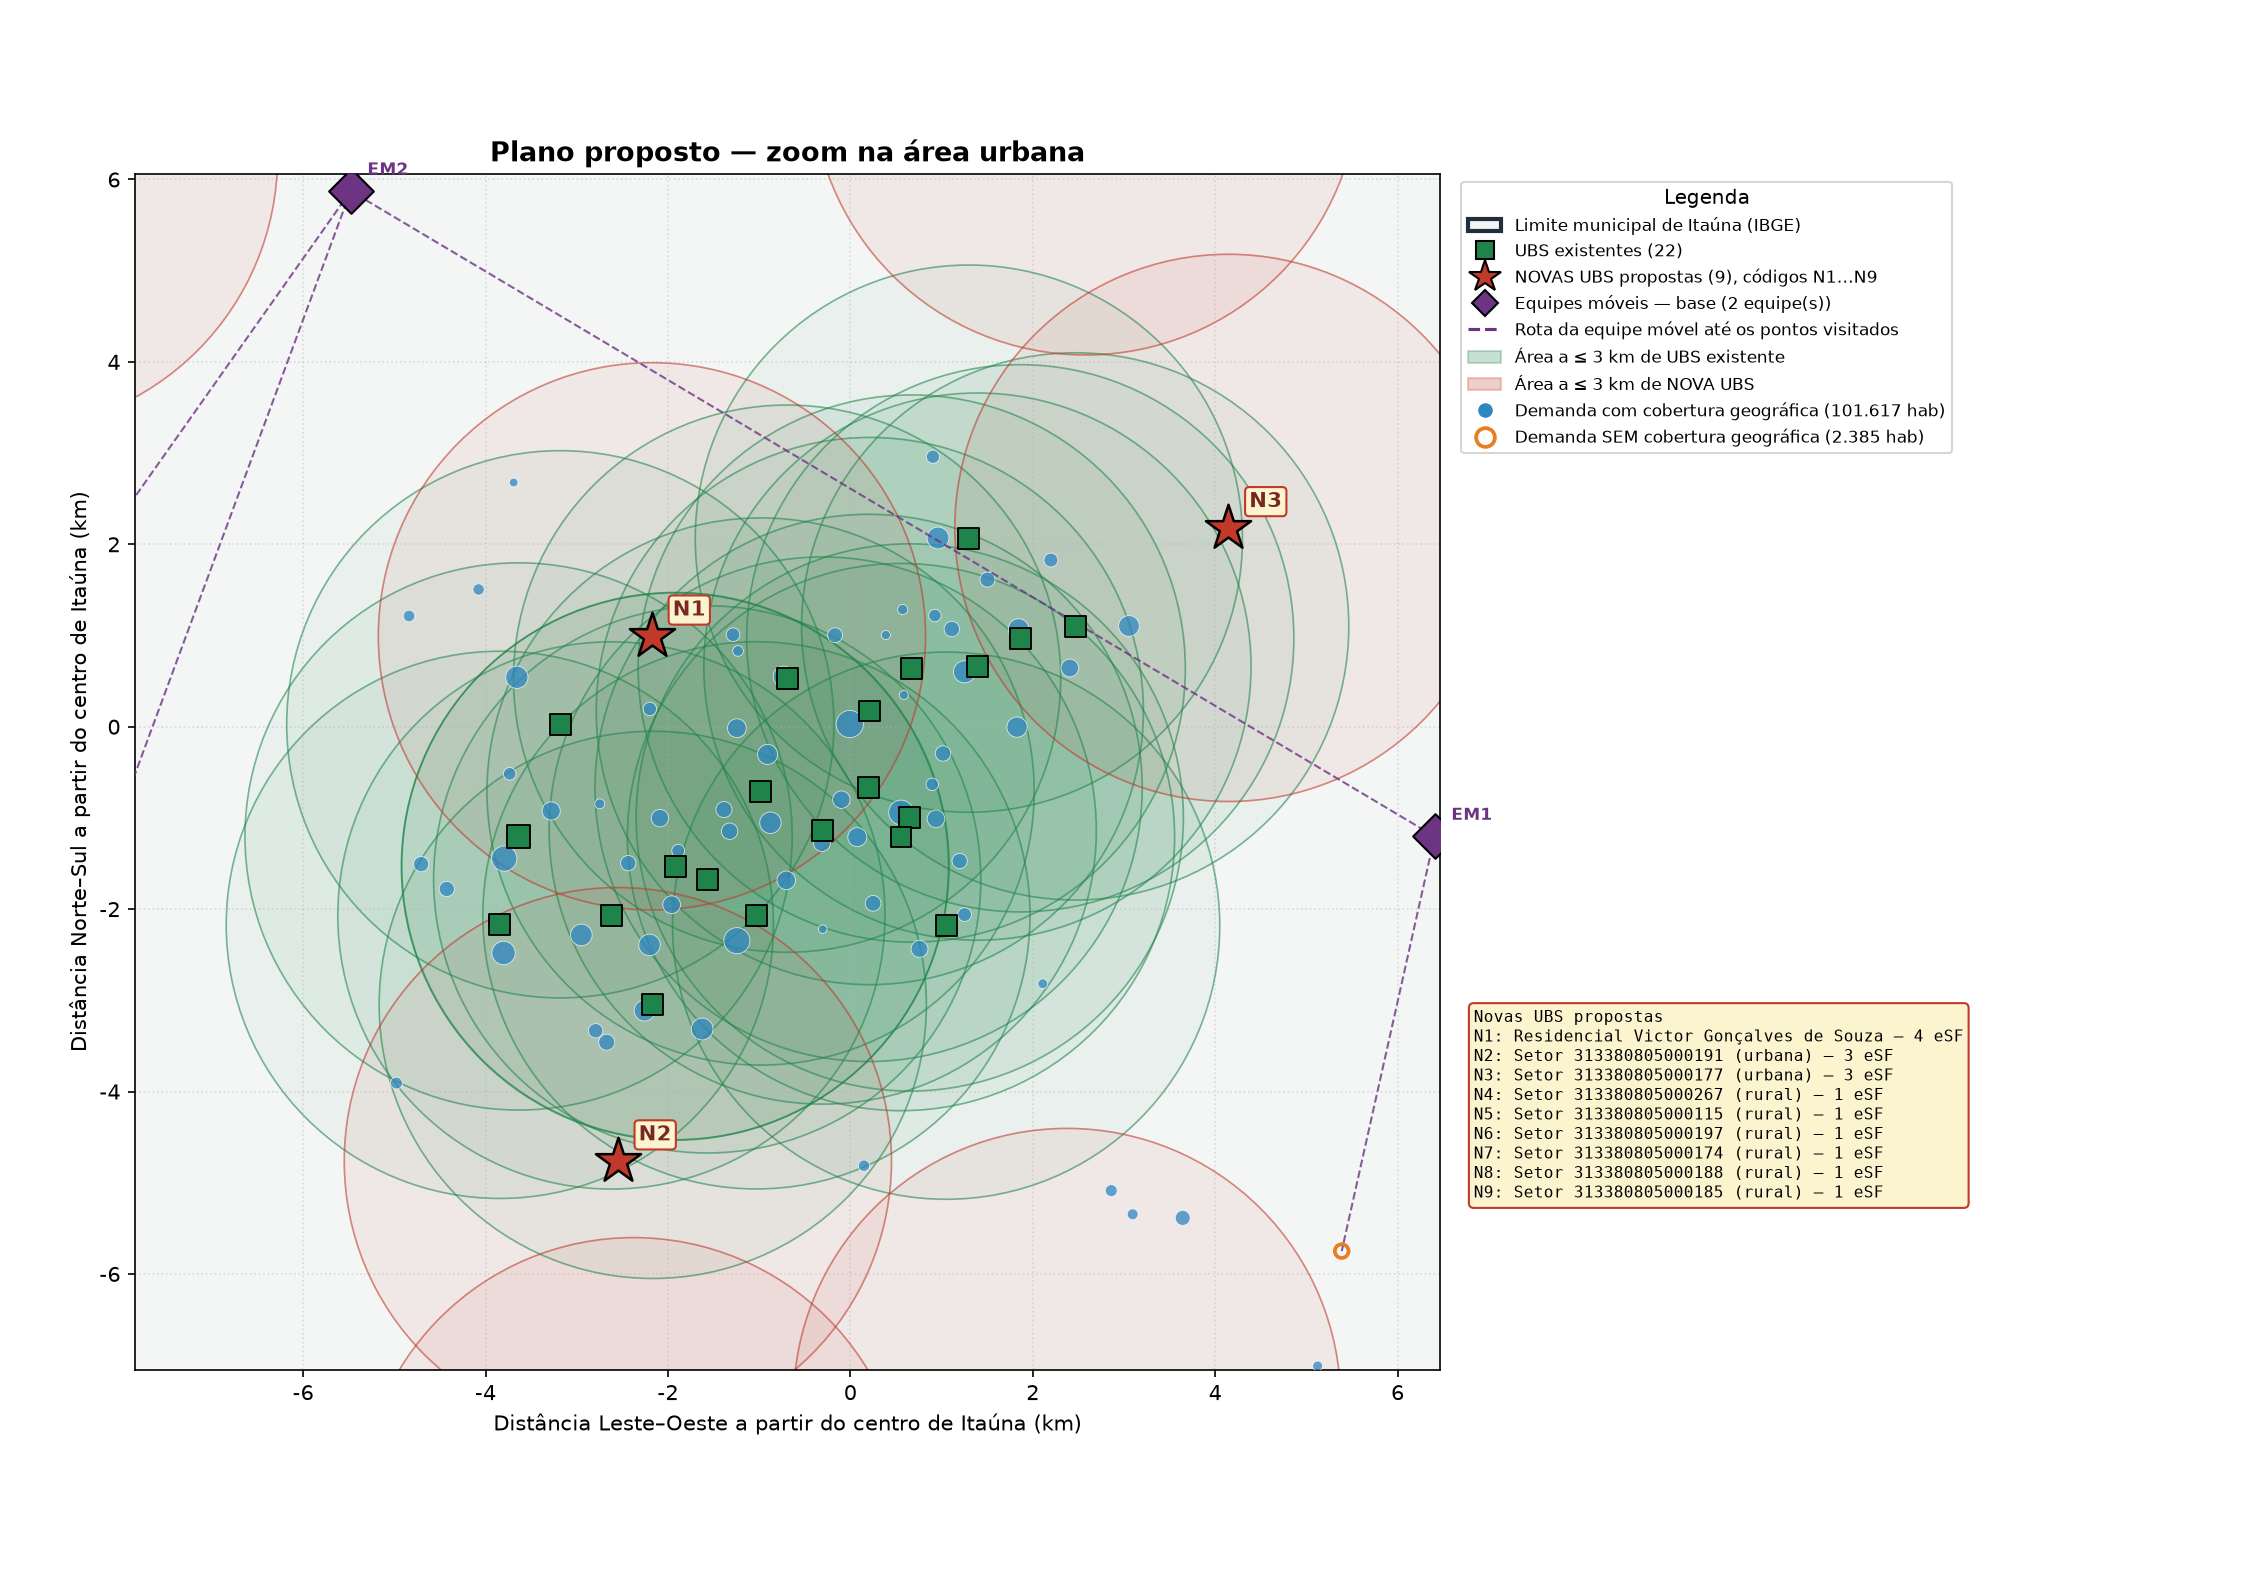 Plano proposto — zoom na área urbana
EM2
6
4
2
0
-2
-4
-6
Distância Norte–Sul a partir do centro de Itaúna (km)
N3
N1
EM1
N2
-6
-4
-2
0
2
4
6
Distância Leste–Oeste a partir do centro de Itaúna (km)
Legenda
Limite municipal de Itaúna (IBGE)
UBS existentes (22)
NOVAS UBS propostas (9), códigos N1...N9
Equipes móveis — base (2 equipe(s))
Rota da equipe móvel até os pontos visitados
Área a ≤ 3 km de UBS existente
Área a ≤ 3 km de NOVA UBS
Demanda com cobertura geográfica (101.617 hab)
Demanda SEM cobertura geográfica (2.385 hab)
Novas UBS propostas
N1: Residencial Victor Gonçalves de Souza — 4 eSF
N2: Setor 313380805000191 (urbana) — 3 eSF
N3: Setor 313380805000177 (urbana) — 3 eSF
N4: Setor 313380805000267 (rural) — 1 eSF
N5: Setor 313380805000115 (rural) — 1 eSF
N6: Setor 313380805000197 (rural) — 1 eSF
N7: Setor 313380805000174 (rural) — 1 eSF
N8: Setor 313380805000188 (rural) — 1 eSF
N9: Setor 313380805000185 (rural) — 1 eSF